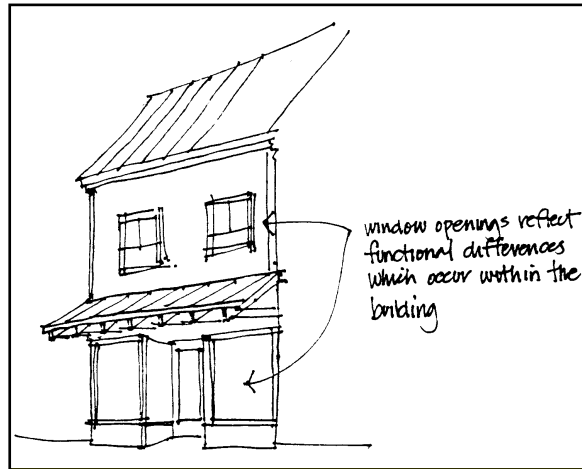 window openings reflect
functional differences
which occur within the
building